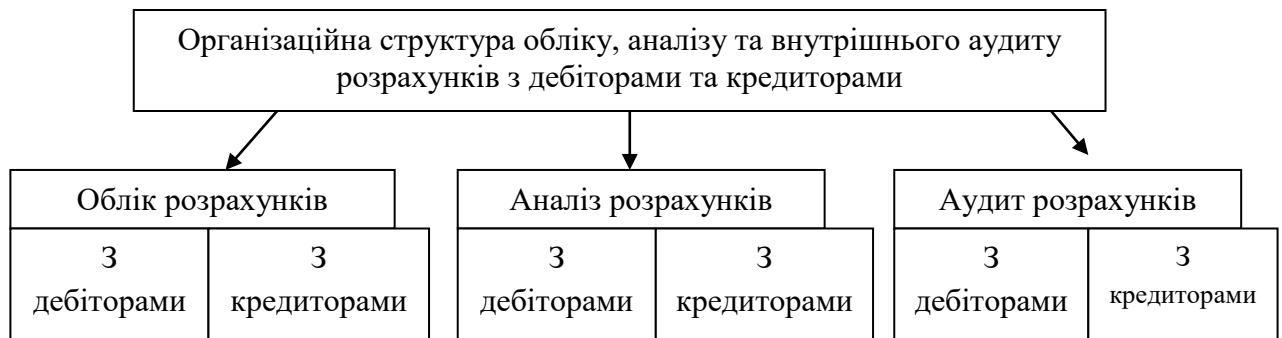 Організаційна структура обліку, аналізу та внутрішнього аудиту
розрахунків з дебіторами та кредиторами
Облік розрахунків
З
дебіторами
З
кредиторами
Аналіз розрахунків
З
дебіторами
З
кредиторами
Аудит розрахунків
З
дебіторами
З
кредиторами